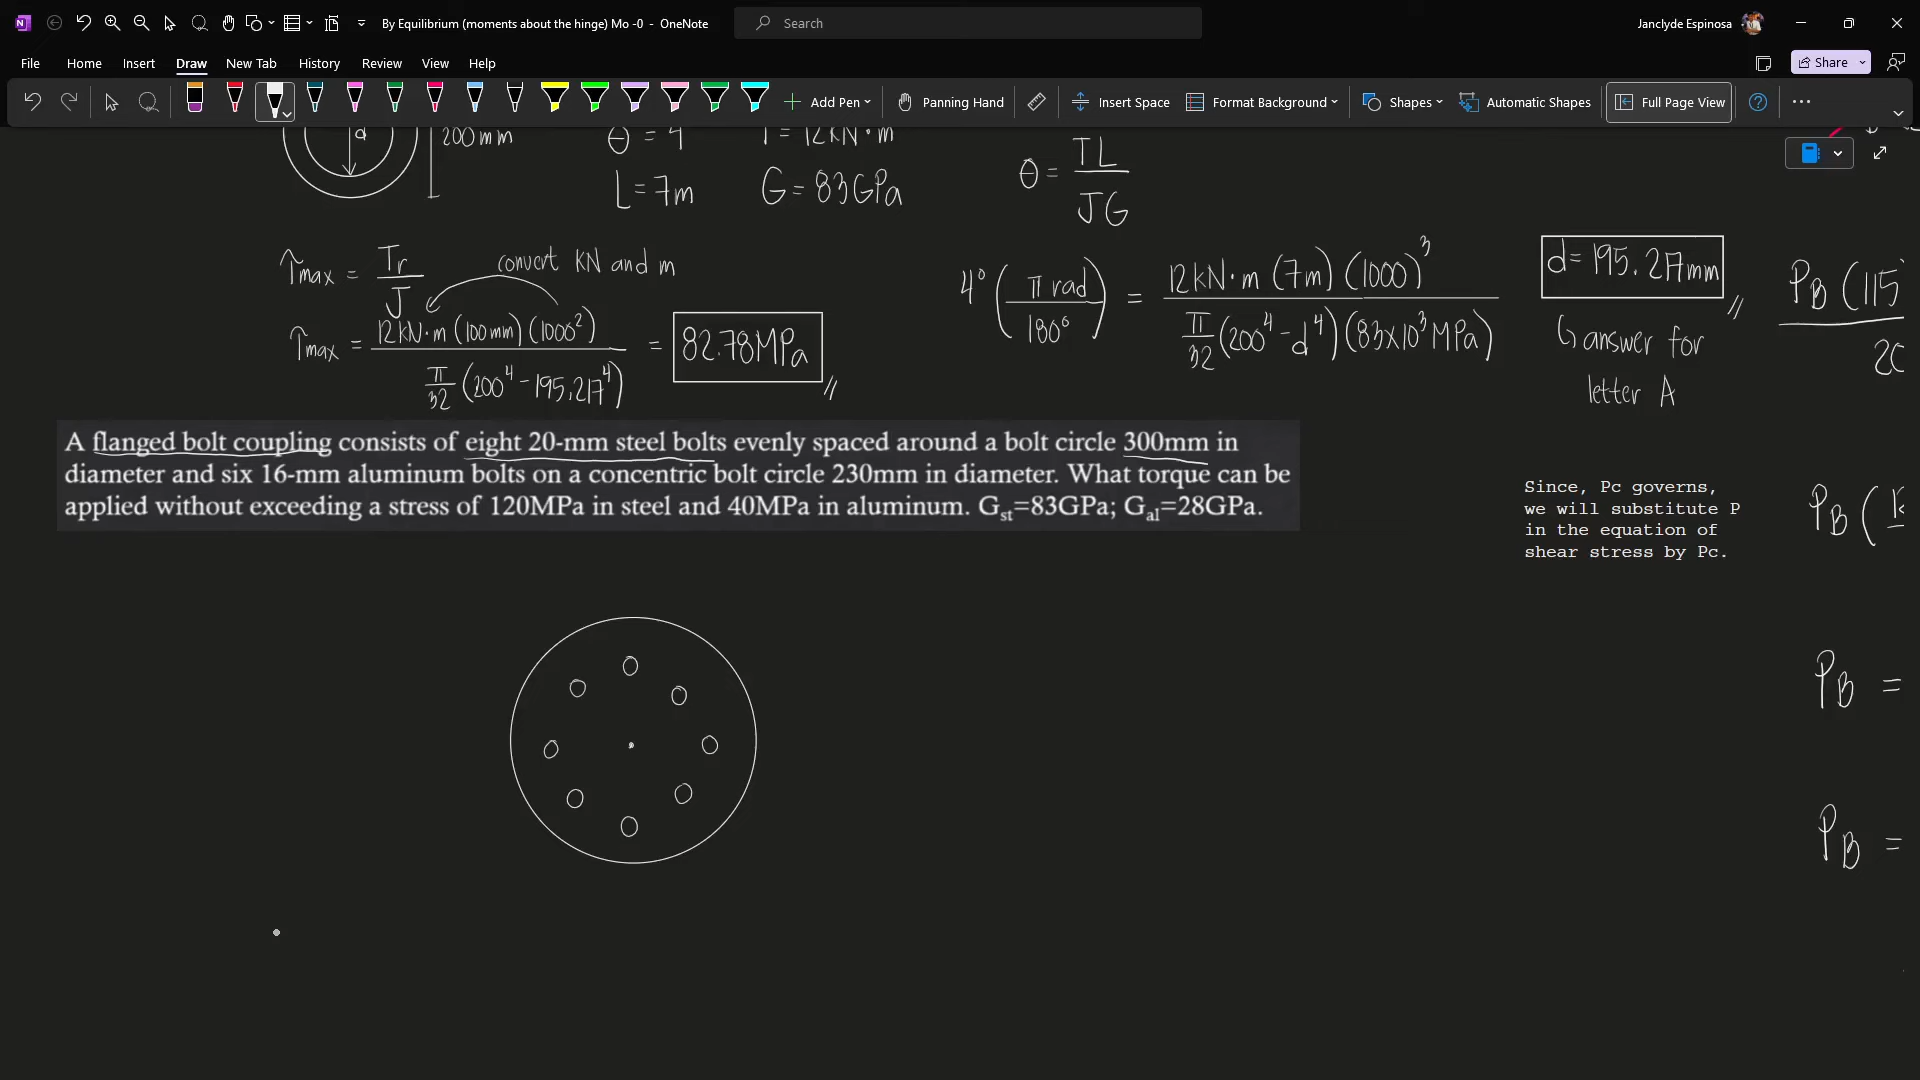 By Equilibrium (moments about the hinge) Mo -0 - OneNote
Search
Janclyde Espinosa
File Home Insert Draw New Tab History Review View Help
Share
Add Pen
Panning Hand
Insert Space
Format Background
Shapes
Automatic Shapes
Full Page View
d
200mm
L = 7m
G = 83GPa
θ = TL
JG
τmax = Tr
J
convert KN and m
τmax = 12kN·m (100mm) (1000²)
π/32 (200⁴ - 195.217⁴)
= 82.78MPa
4° (π rad
180°)
= 12kN·m (7m) (1000)³
π/32 (200⁴ - d⁴) (83x10³ MPa)
d = 195.217mm
answer for
letter A
P_B (115
A flanged bolt coupling consists of eight 20-mm steel bolts evenly spaced around a bolt circle 300mm in
diameter and six 16-mm aluminum bolts on a concentric bolt circle 230mm in diameter. What torque can be
applied without exceeding a stress of 120MPa in steel and 40MPa in aluminum. Gst=83GPa; Gal=28GPa.
Since, Pc governs,
we will substitute P
in the equation of
shear stress by Pc.
P_B (
P_B =
P_B =